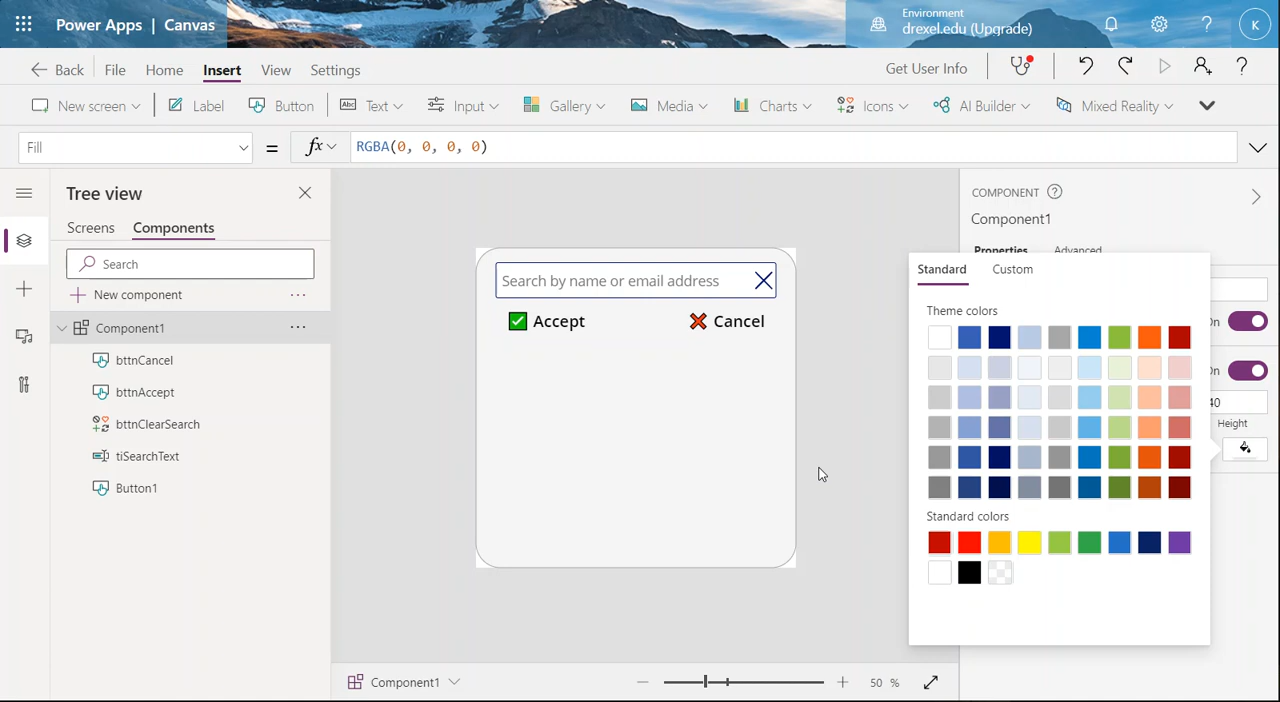 Power Apps | Canvas
Environment
drexel.edu (Upgrade)
K
Back File Home Insert View Settings Get User Info
New screen Label Button Text Input Gallery Media Charts Icons AI Builder Mixed Reality
Fill = fx RGBA(0, 0, 0, 0)
Tree view
Screens Components
Search
New component
Component1
bttnCancel
bttnAccept
bttnClearSearch
tiSearchText
Button1
Search by name or email address
Accept Cancel
COMPONENT
Component1
Properties Advanced
Standard Custom
Theme colors
Standard colors
On
On
40
Height
Component1
50 %